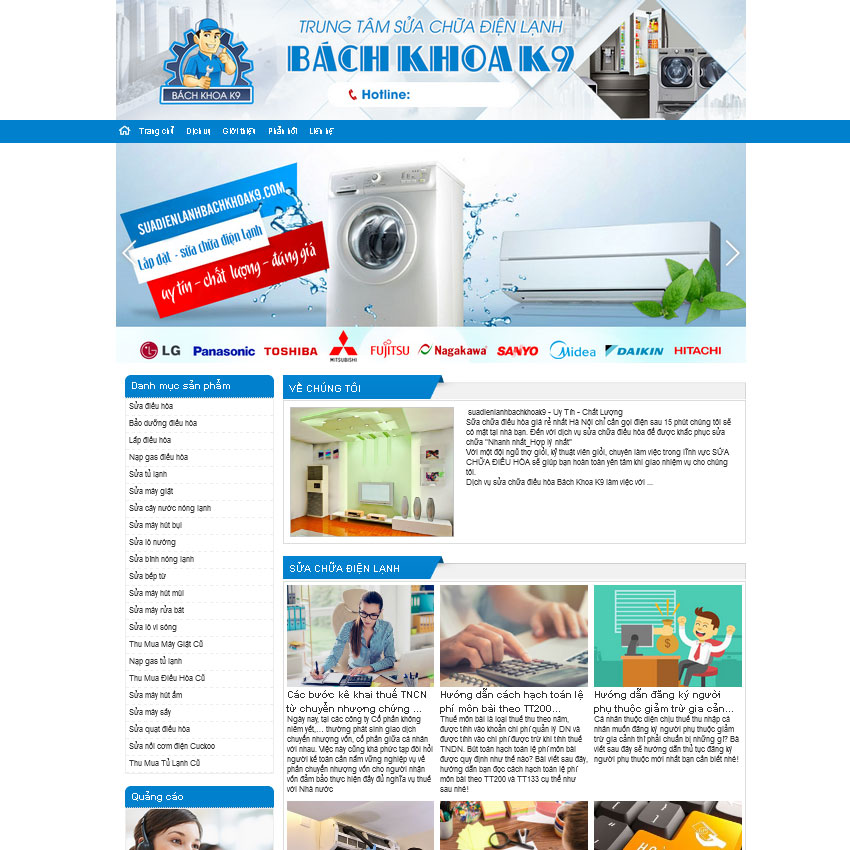 TRUNG TÂM SỬA CHỮA ĐIỆN LẠNH
BÁCH KHOA K9
BÁCH KHOA K9
Hotline:
Trang chủ Dịch vụ Giới thiệu Phản hồi Liên hệ
SUADIENLANHBACHKHOAK9.COM
Lắp đặt - sửa chữa điện lạnh
uy tín - chất lượng - đúng giá
LG Panasonic TOSHIBA MITSUBISHI FUJITSU Nagakawa SANYO Midea DAIKIN HITACHI
Danh mục sản phẩm
Sửa điều hòa
Bảo dưỡng điều hòa
Lắp điều hòa
Nạp gas điều hòa
Sửa tủ lạnh
Sửa máy giặt
Sửa cây nước nóng lạnh
Sửa máy hút bụi
Sửa lò nướng
Sửa bình nóng lạnh
Sửa bếp từ
Sửa máy hút mùi
Sửa máy rửa bát
Sửa lò vi sóng
Thu Mua Máy Giặt Cũ
Nạp gas tủ lạnh
Thu Mua Điều Hòa Cũ
Sửa máy hút ẩm
Sửa máy sấy
Sửa quạt điều hòa
Sửa nồi cơm điện Cuckoo
Thu Mua Tủ Lạnh Cũ
Quảng cáo
VỀ CHÚNG TÔI
suadienlanhbachkhoak9 - Uy Tín - Chất Lượng
Sửa chữa điều hòa giá rẻ nhất Hà Nội chỉ cần gọi điện sau 15 phút chúng tôi sẽ
có mặt tại nhà bạn. Đến với dịch vụ sửa chữa điều hòa để được khắc phục sửa
chữa "Nhanh nhất_Hợp lý nhất"
Với một đội ngũ thợ giỏi, kỹ thuật viên giỏi, chuyên làm việc trong lĩnh vực SỬA
CHỮA ĐIỀU HÒA sẽ giúp bạn hoàn toàn yên tâm khi giao nhiệm vụ cho chúng
tôi.
Dịch vụ sửa chữa điều hòa Bách Khoa K9 làm việc với ...
SỬA CHỮA ĐIỆN LẠNH
Các bước kê khai thuế TNCN
từ chuyển nhượng chứng ...
Ngày nay, tại các công ty Cổ phần không
niêm yết,… thường phát sinh giao dịch
chuyển nhượng vốn, cổ phần giữa cá nhân
với nhau. Việc này cũng khá phức tạp đòi hỏi
người kế toán cần nắm vững nghiệp vụ về
phần chuyển nhượng vốn cho người nhận
vốn đảm bảo thực hiện đầy đủ nghĩa vụ thuế
với Nhà nước
Hướng dẫn cách hạch toán lệ
phí môn bài theo TT200...
Thuế môn bài là loại thuế thu theo năm,
được tính vào khoản chi phí quản lý DN và
được tính vào chi phí được trừ khi tính thuế
TNDN. Bút toán hạch toán lệ phí môn bài
được quy định như thế nào? Bài viết sau đây,
hướng dẫn bạn đọc cách hạch toán lệ phí
môn bài theo TT200 và TT133 cụ thể như
sau nhé!
Hướng dẫn đăng ký người
phụ thuộc giảm trừ gia cản...
Cá nhân thuộc diện chịu thuế thu nhập cá
nhân muốn đăng ký người phụ thuộc giảm
trừ gia cảnh thì phải chuẩn bị những gì? Bài
viết sau đây sẽ hướng dẫn thủ tục đăng ký
người phụ thuộc mới nhất bạn cần biết nhé!